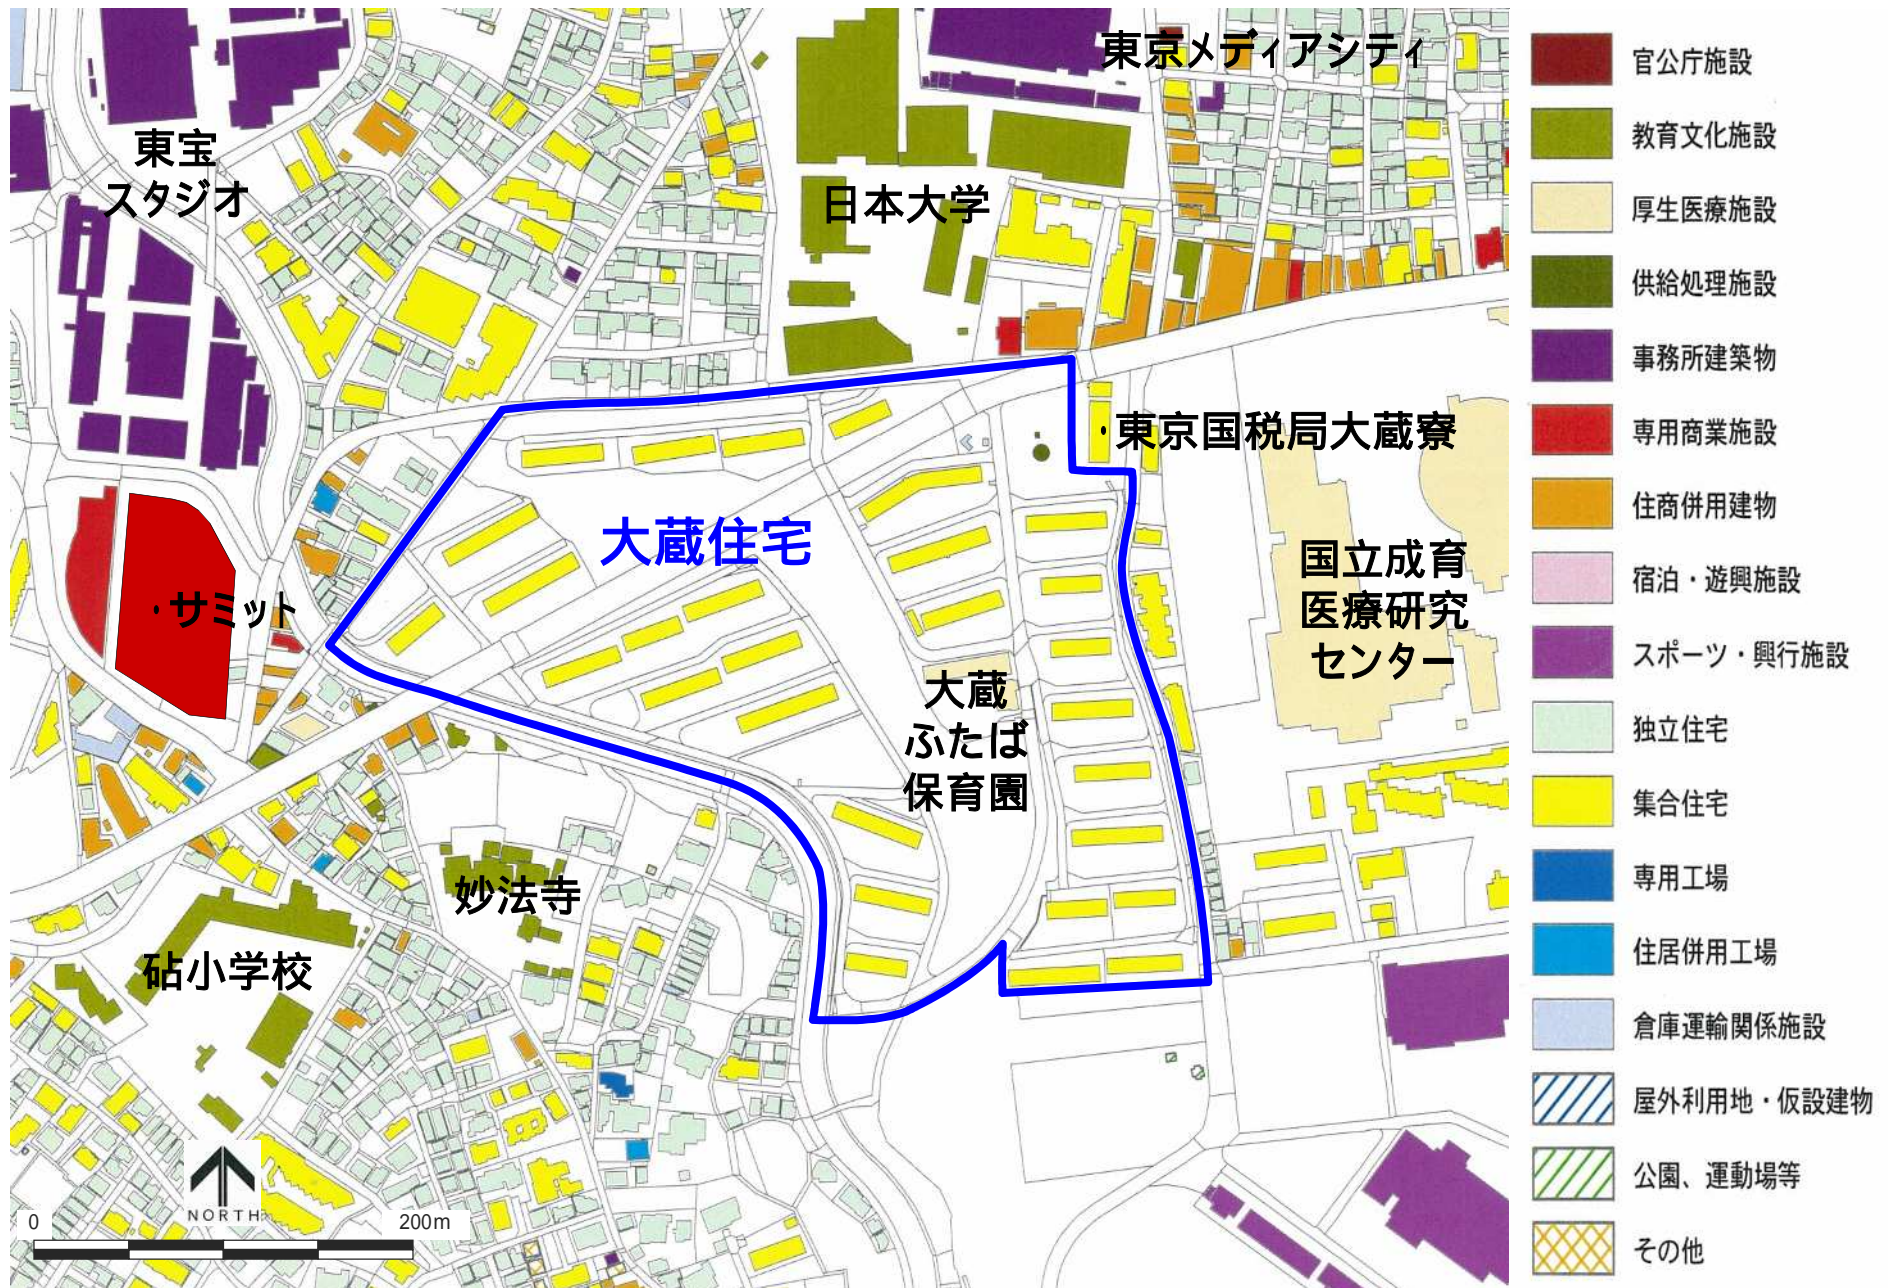 東京メディアシティ
東宝
スタジオ
日本大学
・東京国税局大蔵寮
大蔵住宅
国立成育
医療研究
センター
・サミット
大蔵
ふたば
保育園
妙法寺
砧小学校
NORTH
0
200m
官公庁施設
教育文化施設
厚生医療施設
供給処理施設
事務所建築物
専用商業施設
住商併用建物
宿泊・遊興施設
スポーツ・興行施設
独立住宅
集合住宅
専用工場
住居併用工場
倉庫運輸関係施設
屋外利用地・仮設建物
公園、運動場等
その他